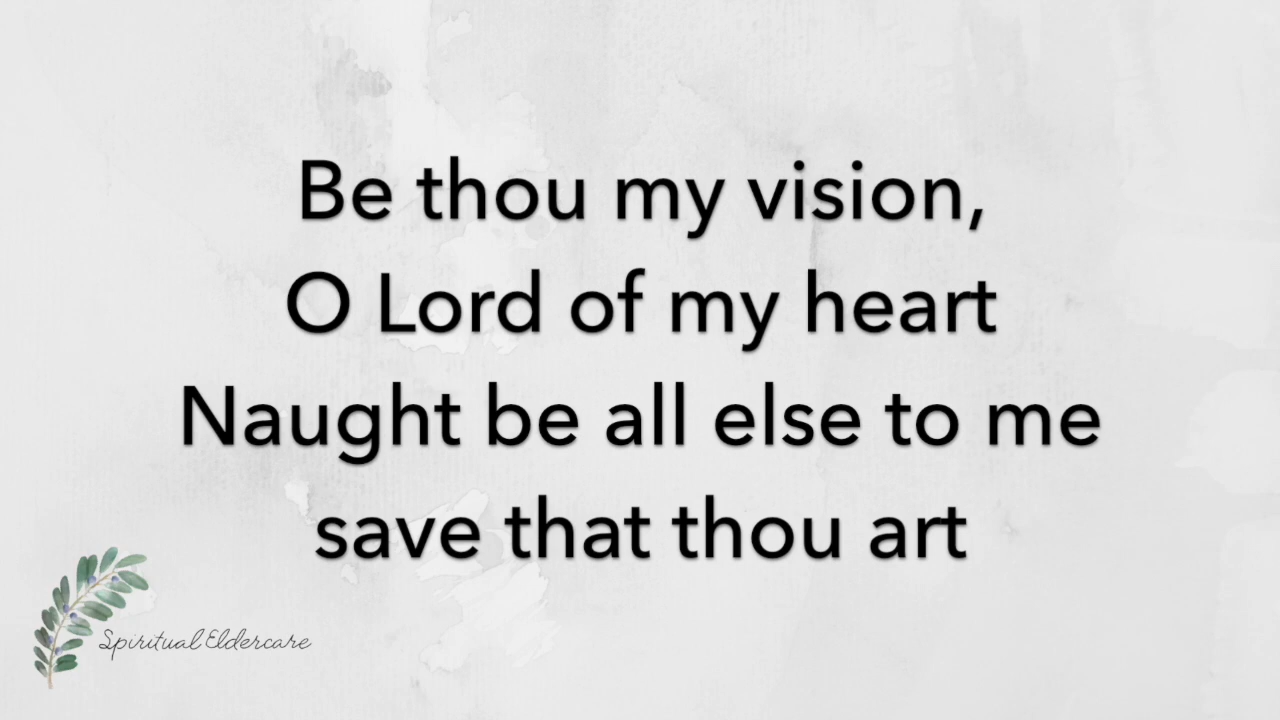 Be thou my vision,
O Lord of my heart
Naught be all else to me
save that thou art
Spiritual Eldercare